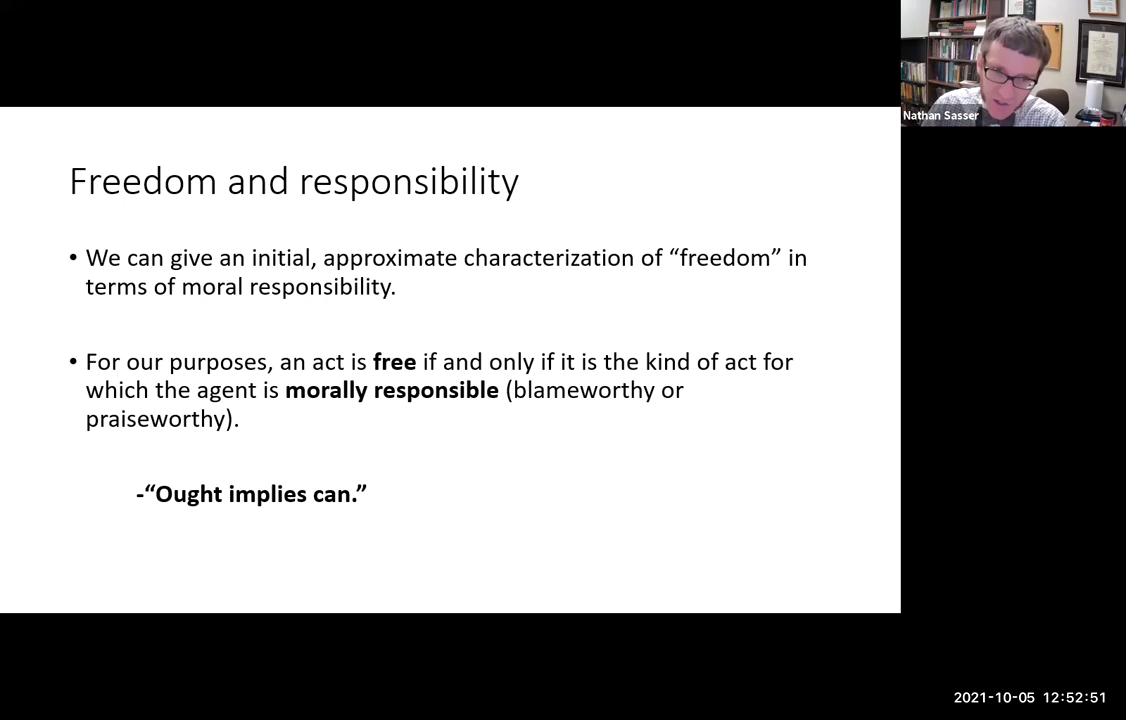 Nathan Sasser
Freedom and responsibility
• We can give an initial, approximate characterization of “freedom” in
terms of moral responsibility.
• For our purposes, an act is free if and only if it is the kind of act for
which the agent is morally responsible (blameworthy or
praiseworthy).
-“Ought implies can.”
2021-10-05 12:52:51